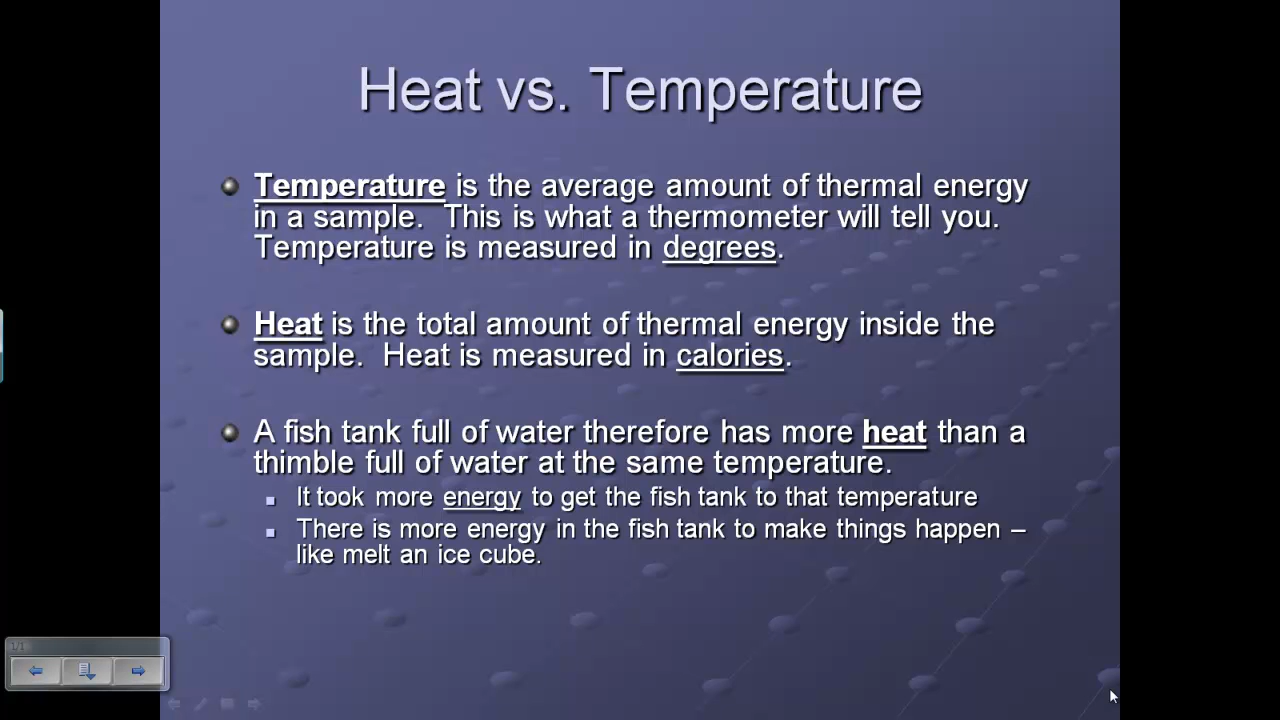 Heat vs. Temperature
Temperature is the average amount of thermal energy
in a sample.  This is what a thermometer will tell you.
Temperature is measured in degrees.
Heat is the total amount of thermal energy inside the
sample.  Heat is measured in calories.
A fish tank full of water therefore has more heat than a
thimble full of water at the same temperature.
It took more energy to get the fish tank to that temperature
There is more energy in the fish tank to make things happen –
like melt an ice cube.
1/1